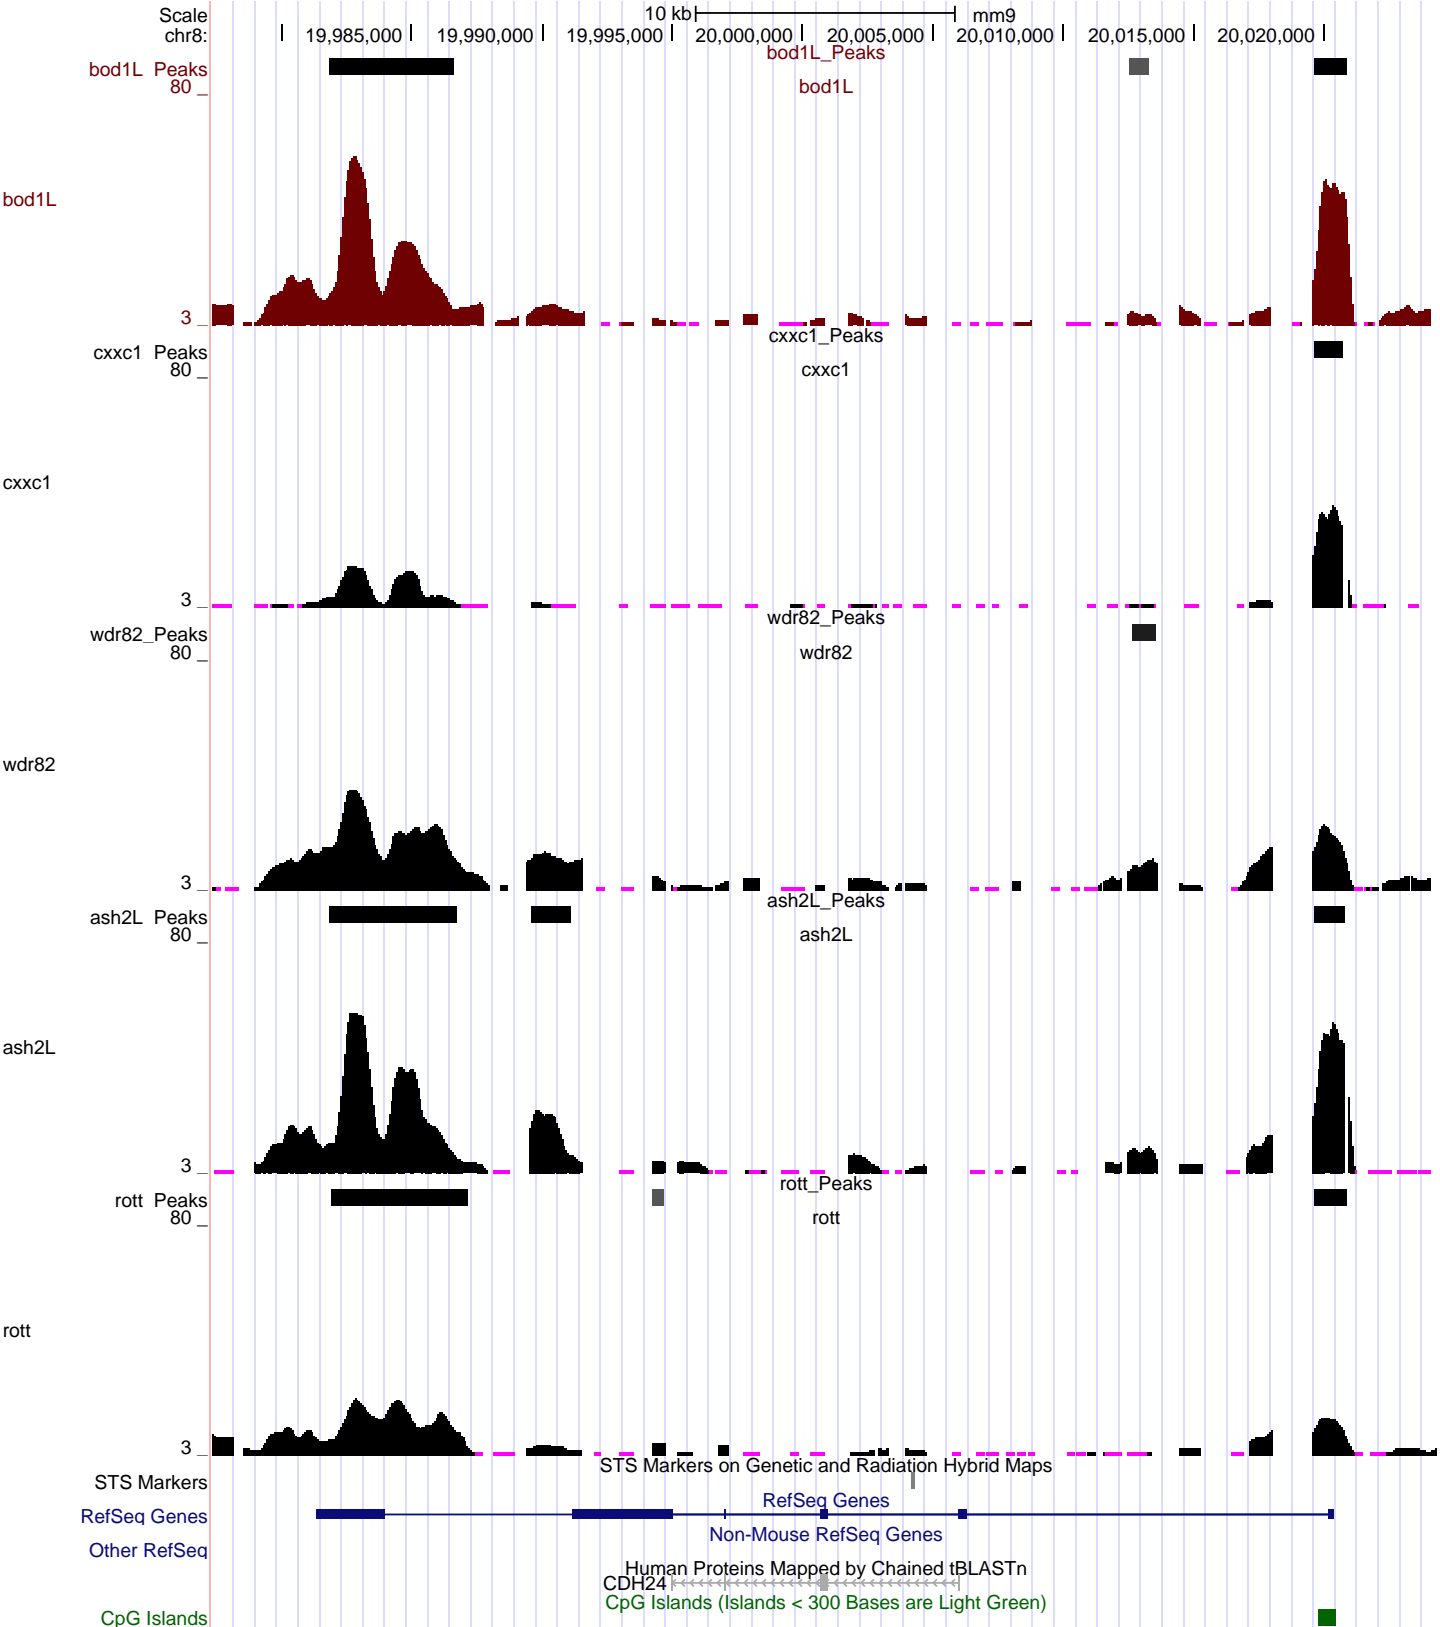 Scale 10 kb mm9
chr8: 19,985,000 19,990,000 19,995,000 20,000,000 20,005,000 20,010,000 20,015,000 20,020,000
bod1L_Peaks
bod1L Peaks
80 _ bod1L
bod1L
3 _
cxxc1_Peaks
cxxc1 Peaks
80 _ cxxc1
cxxc1
3 _
wdr82_Peaks
wdr82_Peaks
80 _ wdr82
wdr82
3 _
ash2L_Peaks
ash2L Peaks
80 _ ash2L
ash2L
3 _
rott_Peaks
rott Peaks
80 _ rott
rott
3 _
STS Markers on Genetic and Radiation Hybrid Maps
STS Markers
RefSeq Genes
RefSeq Genes
Non-Mouse RefSeq Genes
Other RefSeq
Human Proteins Mapped by Chained tBLASTn
CDH24
CpG Islands (Islands < 300 Bases are Light Green)
CpG Islands